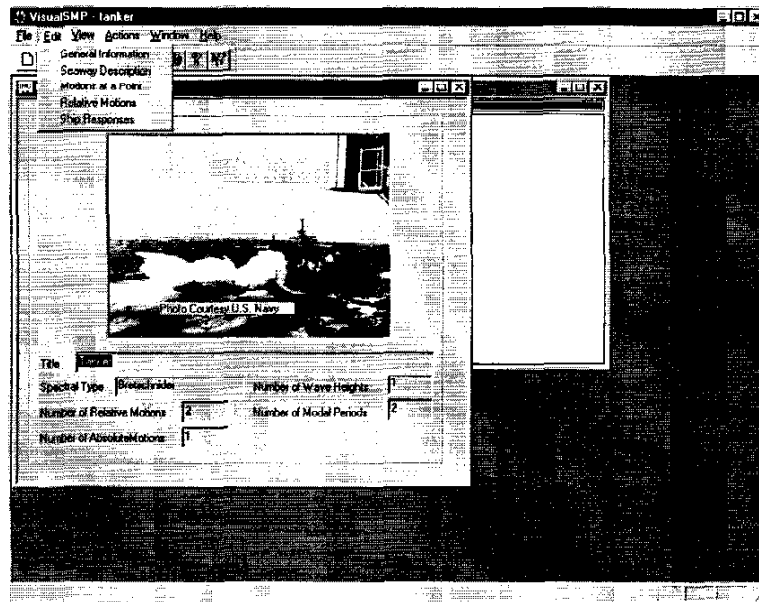 VisualSMP - tanker
File Edit View Actions Window Help
General Information
Seaway Description
Motions at a Point
Relative Motions
Ship Responses
Photo Courtesy U.S. Navy
Title
Spectral Type Bretschnider
Number of Wave Heights 1
Number of Relative Motions 2
Number of Modal Periods 2
Number of AbsoluteMotions 1